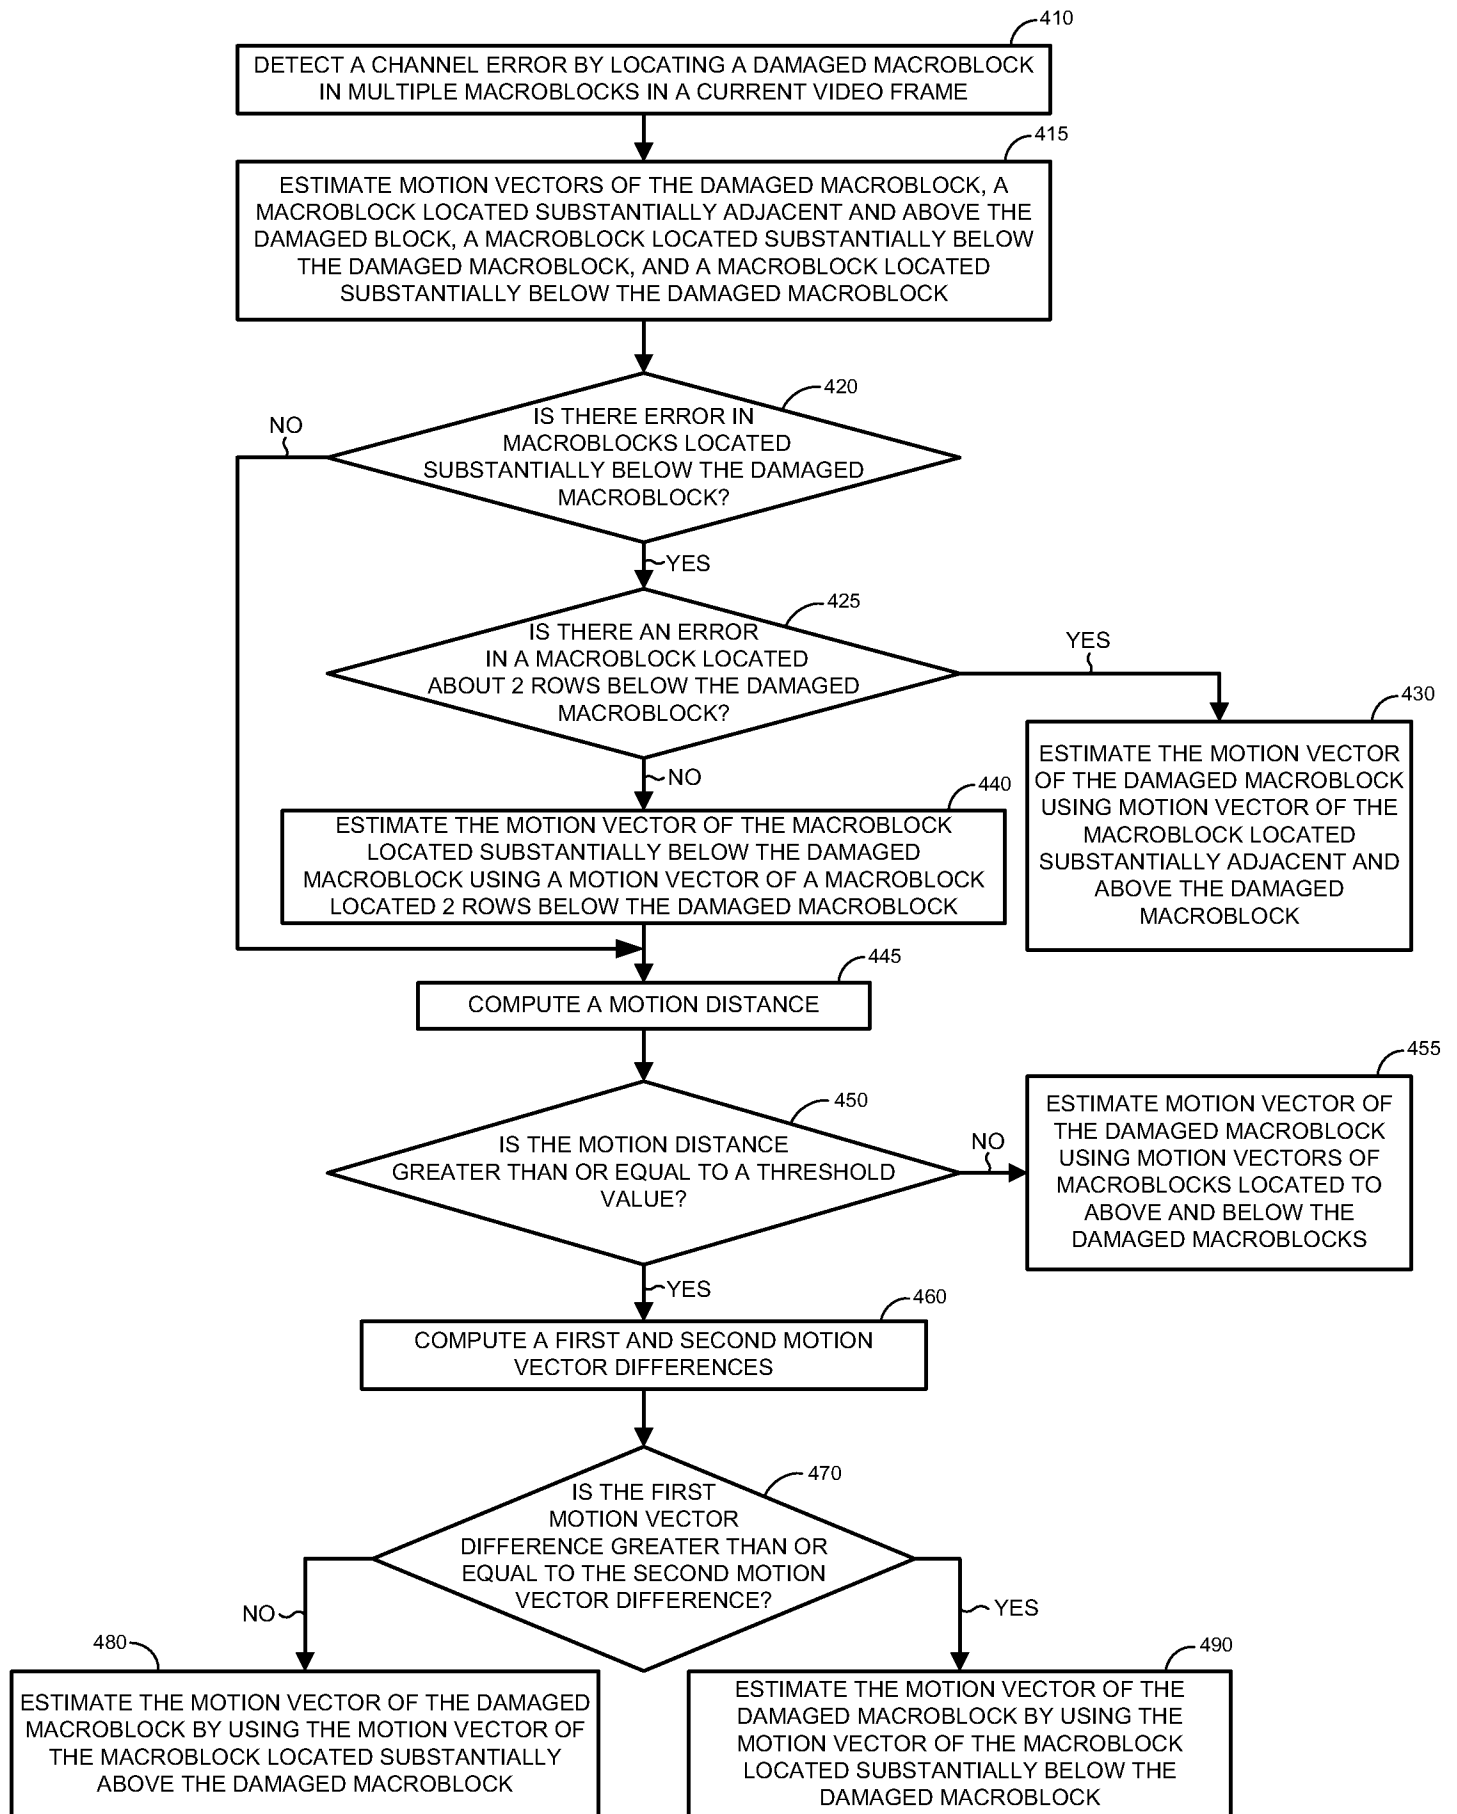 410
DETECT A CHANNEL ERROR BY LOCATING A DAMAGED MACROBLOCK
IN MULTIPLE MACROBLOCKS IN A CURRENT VIDEO FRAME
415
ESTIMATE MOTION VECTORS OF THE DAMAGED MACROBLOCK, A
MACROBLOCK LOCATED SUBSTANTIALLY ADJACENT AND ABOVE THE
DAMAGED BLOCK, A MACROBLOCK LOCATED SUBSTANTIALLY BELOW
THE DAMAGED MACROBLOCK, AND A MACROBLOCK LOCATED
SUBSTANTIALLY BELOW THE DAMAGED MACROBLOCK
420
IS THERE ERROR IN
MACROBLOCKS LOCATED
SUBSTANTIALLY BELOW THE DAMAGED
MACROBLOCK?
NO
YES
425
IS THERE AN ERROR
IN A MACROBLOCK LOCATED
ABOUT 2 ROWS BELOW THE DAMAGED
MACROBLOCK?
YES
430
ESTIMATE THE MOTION VECTOR
OF THE DAMAGED MACROBLOCK
USING MOTION VECTOR OF THE
MACROBLOCK LOCATED
SUBSTANTIALLY ADJACENT AND
ABOVE THE DAMAGED
MACROBLOCK
NO
440
ESTIMATE THE MOTION VECTOR OF THE MACROBLOCK
LOCATED SUBSTANTIALLY BELOW THE DAMAGED
MACROBLOCK USING A MOTION VECTOR OF A MACROBLOCK
LOCATED 2 ROWS BELOW THE DAMAGED MACROBLOCK
445
COMPUTE A MOTION DISTANCE
450
IS THE MOTION DISTANCE
GREATER THAN OR EQUAL TO A THRESHOLD
VALUE?
NO
455
ESTIMATE MOTION VECTOR OF
THE DAMAGED MACROBLOCK
USING MOTION VECTORS OF
MACROBLOCKS LOCATED TO
ABOVE AND BELOW THE
DAMAGED MACROBLOCKS
YES
460
COMPUTE A FIRST AND SECOND MOTION
VECTOR DIFFERENCES
470
IS THE FIRST
MOTION VECTOR
DIFFERENCE GREATER THAN OR
EQUAL TO THE SECOND MOTION
VECTOR DIFFERENCE?
NO
YES
480
ESTIMATE THE MOTION VECTOR OF THE DAMAGED
MACROBLOCK BY USING THE MOTION VECTOR OF
THE MACROBLOCK LOCATED SUBSTANTIALLY
ABOVE THE DAMAGED MACROBLOCK
490
ESTIMATE THE MOTION VECTOR OF THE
DAMAGED MACROBLOCK BY USING THE
MOTION VECTOR OF THE MACROBLOCK
LOCATED SUBSTANTIALLY BELOW THE
DAMAGED MACROBLOCK